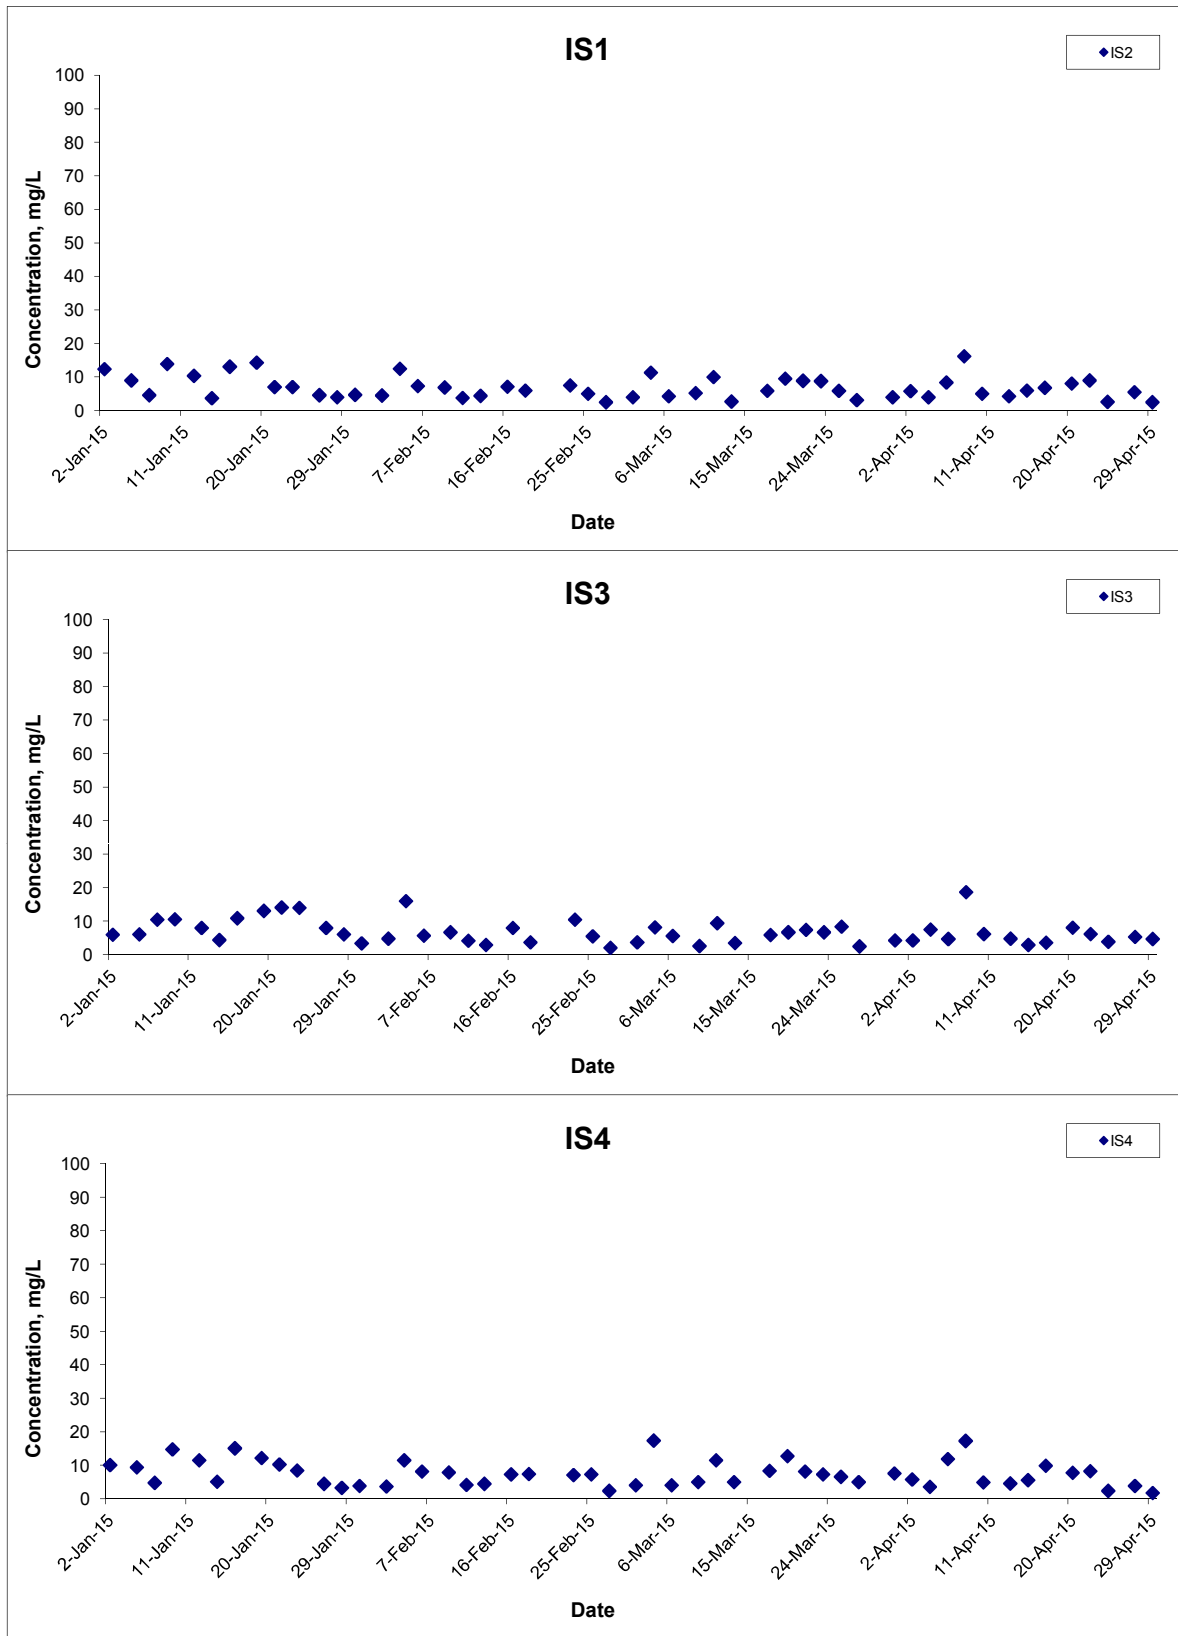 IS1
IS2
Concentration, mg/L
100
90
80
70
60
50
40
30
20
10
0
2-Jan-15
11-Jan-15
20-Jan-15
29-Jan-15
7-Feb-15
16-Feb-15
25-Feb-15
6-Mar-15
15-Mar-15
24-Mar-15
2-Apr-15
11-Apr-15
20-Apr-15
29-Apr-15
Date
IS3
IS3
Concentration, mg/L
100
90
80
70
60
50
40
30
20
10
0
2-Jan-15
11-Jan-15
20-Jan-15
29-Jan-15
7-Feb-15
16-Feb-15
25-Feb-15
6-Mar-15
15-Mar-15
24-Mar-15
2-Apr-15
11-Apr-15
20-Apr-15
29-Apr-15
Date
IS4
IS4
Concentration, mg/L
100
90
80
70
60
50
40
30
20
10
0
2-Jan-15
11-Jan-15
20-Jan-15
29-Jan-15
7-Feb-15
16-Feb-15
25-Feb-15
6-Mar-15
15-Mar-15
24-Mar-15
2-Apr-15
11-Apr-15
20-Apr-15
29-Apr-15
Date